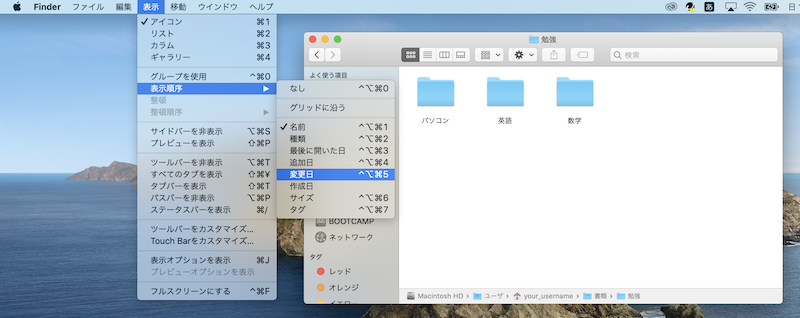 Finder ファイル 編集 表示 移動 ウインドウ ヘルプ
あ
日 1
アイコン ⌘1
リスト ⌘2
カラム ⌘3
ギャラリー ⌘4
グループを使用 ^⌘0
表示順序
整頓
整頓順序
サイドバーを非表示 ⌥⌘S
プレビューを表示 ⇧⌘P
ツールバーを非表示 ⌥⌘T
すべてのタブを表示 ⇧⌘¥
タブバーを表示 ⇧⌘T
パスバーを非表示 ⌥⌘P
ステータスバーを表示 ⌘/
ツールバーをカスタマイズ...
Touch Barをカスタマイズ...
表示オプションを表示 ⌘J
プレビューオプションを表示
フルスクリーンにする ^⌘F
なし ^⌥⌘0
グリッドに沿う
名前 ^⌥⌘1
種類 ^⌥⌘2
最後に開いた日 ^⌥⌘3
追加日 ^⌥⌘4
変更日 ^⌥⌘5
作成日
サイズ ^⌥⌘6
タグ ^⌥⌘7
勉強
検索
よく使う項目
BOOTCAMP
ネットワーク
タグ
レッド
オレンジ
イエロー
パソコン
英語
数学
Macintosh HD › ユーザ › your_username › 書類 › 勉強